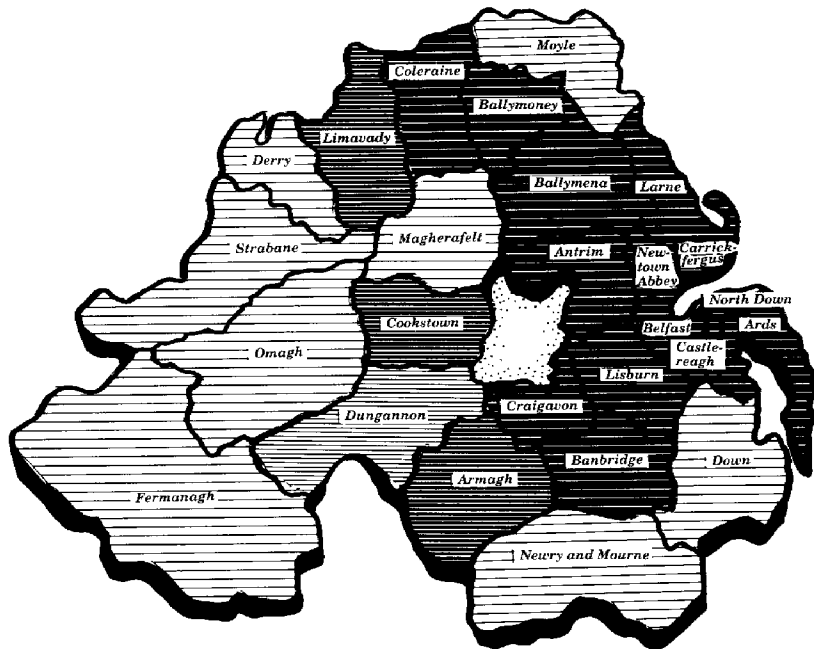 Moyle
Coleraine
Ballymoney
Limavady
Derry
Ballymena
Larne
Strabane
Magherafelt
Antrim
New-
town
Abbey
Carrick-
fergus
North Down
Cookstown
Belfast
Ards
Omagh
Castle-
reagh
Lisburn
Dungannon
Craigavon
Armagh
Banbridge
Down
Fermanagh
Newry and Mourne